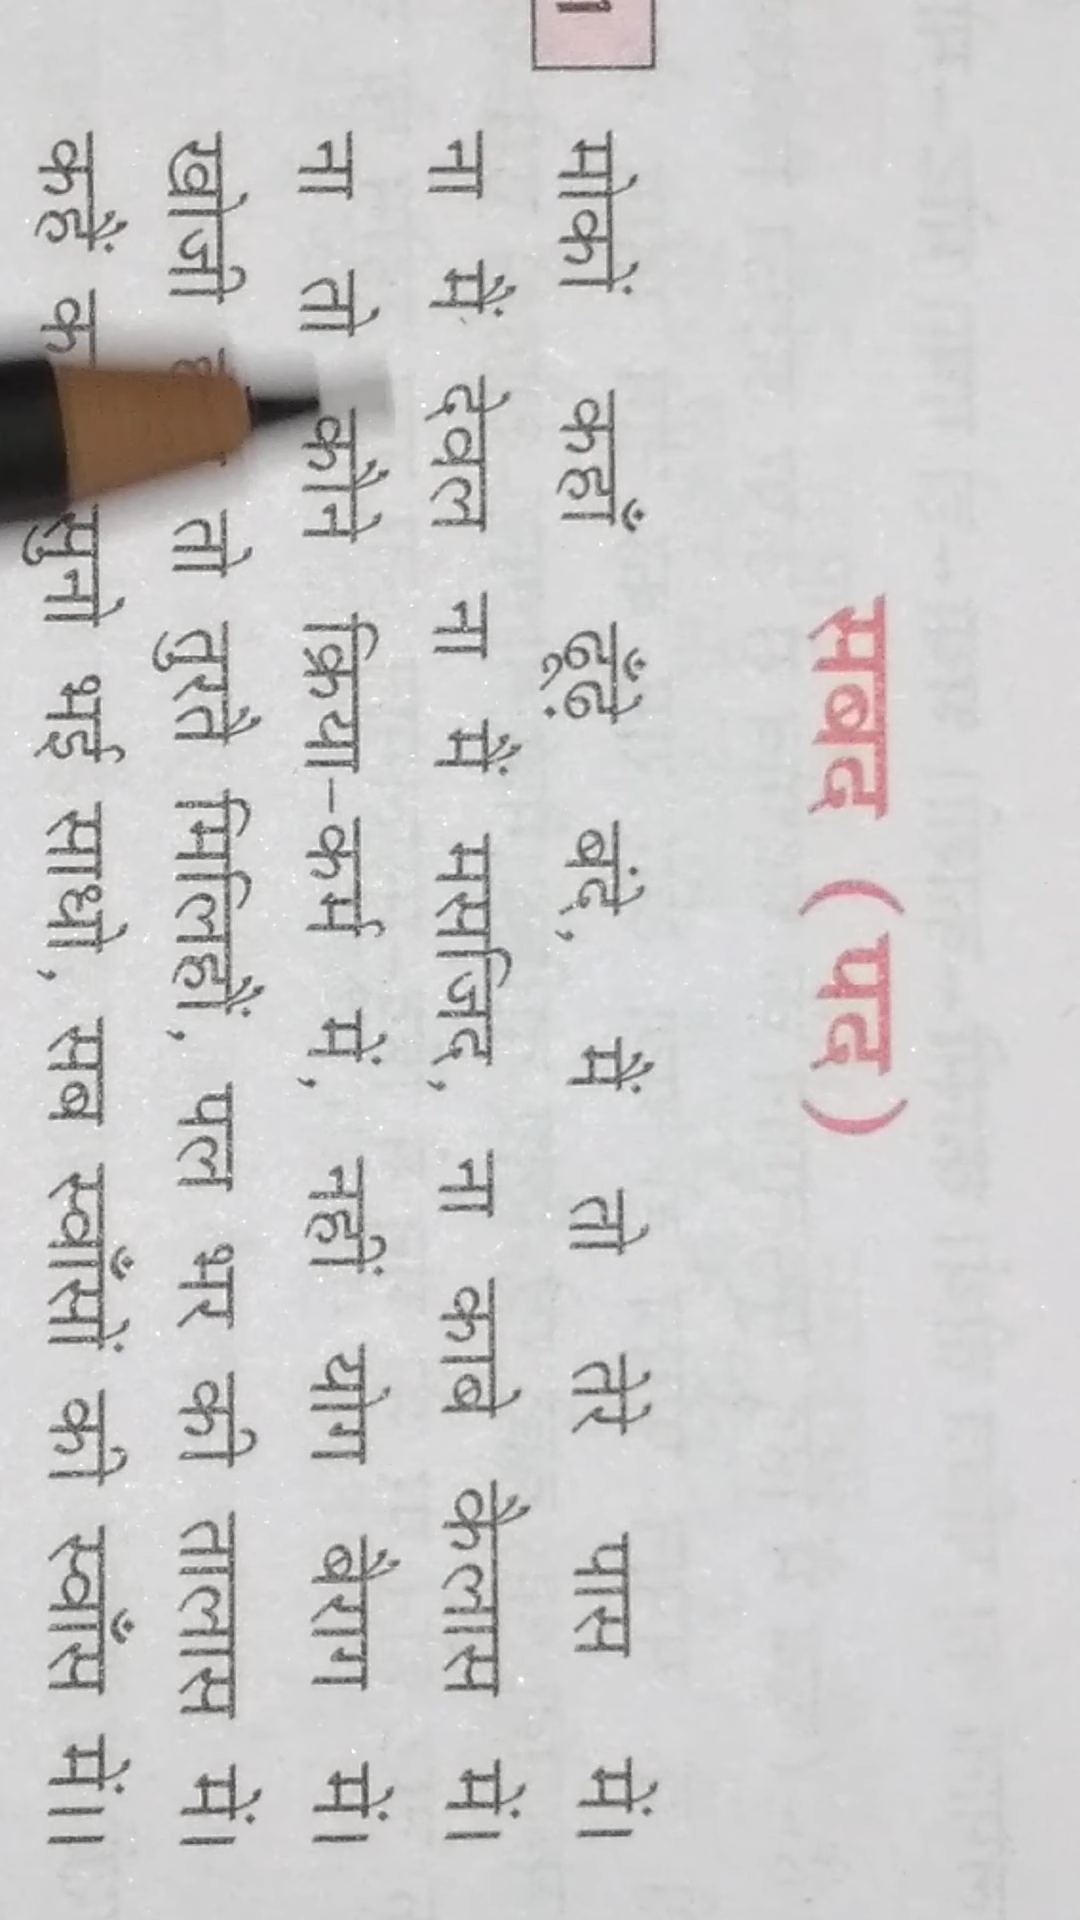 सबद (पद)
1
मोकों कहाँ ढूँढ़े बंदे, मैं तो तेरे पास में।
ना मैं देवल ना मैं मसजिद, ना काबे कैलास में।
ना तो कौने क्रिया-कर्म में, नहीं योग बैराग में।
खोजी तो तुरतै मिलिहौं, पल भर की तालास में।
कहैं सुनो भई साधो, सब स्वाँसों की स्वाँस में॥